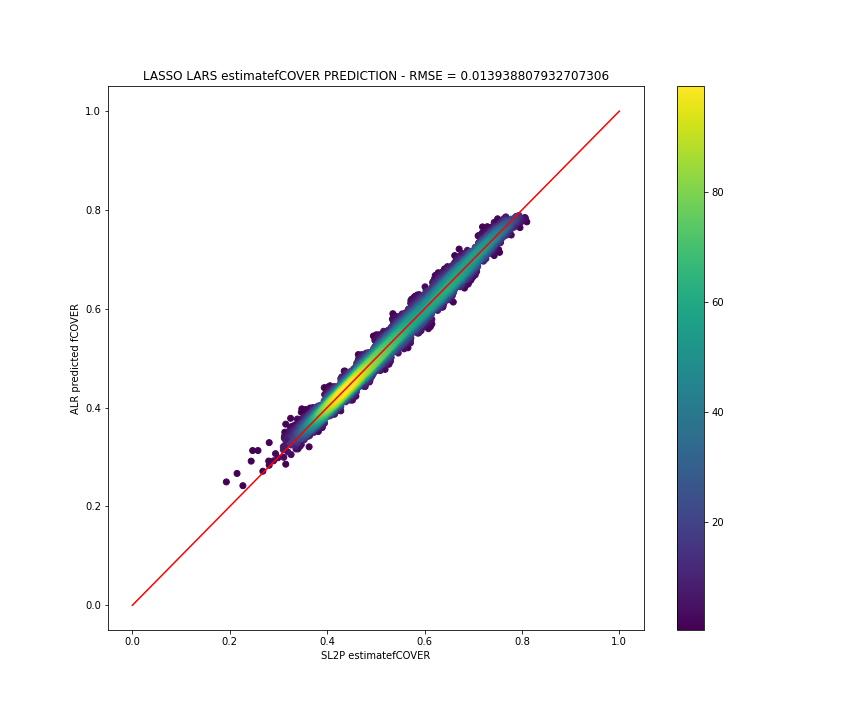 LASSO LARS estimatefCOVER PREDICTION - RMSE = 0.013938807932707306
1.0
0.8
0.6
0.4
0.2
0.0
ALR predicted fCOVER
0.0 0.2 0.4 0.6 0.8 1.0
SL2P estimatefCOVER
80
60
40
20